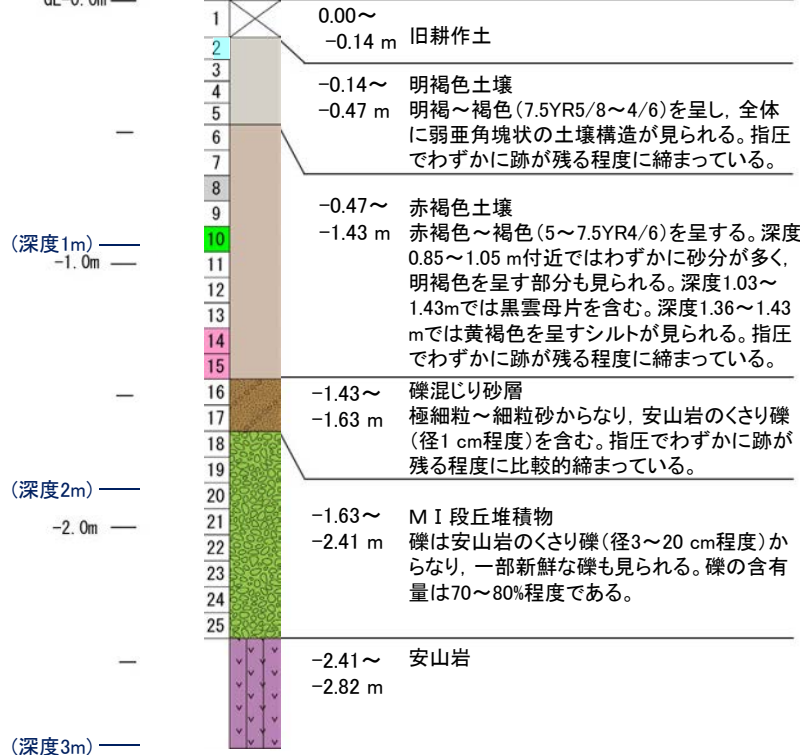 GL-0.0m
1
2
3
4
5
6
7
8
9
10
11
12
13
14
15
16
17
18
19
20
21
22
23
24
25
(深度1m)
-1.0m
(深度2m)
-2.0m
(深度3m)
0.00～ 旧耕作土
-0.14 m
-0.14～ 明褐色土壌
-0.47 m 明褐～褐色(7.5YR5/8～4/6)を呈し，全体
に弱亜角塊状の土壌構造が見られる。指圧
でわずかに跡が残る程度に締まっている。
-0.47～ 赤褐色土壌
-1.43 m 赤褐色～褐色(5～7.5YR4/6)を呈する。深度
0.85～1.05 m付近ではわずかに砂分が多く，
明褐色を呈す部分も見られる。深度1.03～
1.43mでは黒雲母片を含む。深度1.36～1.43
mでは黄褐色を呈すシルトが見られる。指圧
でわずかに跡が残る程度に締まっている。
-1.43～ 礫混じり砂層
-1.63 m 極細粒～細粒砂からなり，安山岩のくさり礫
(径1 cm程度)を含む。指圧でわずかに跡が
残る程度に比較的締まっている。
-1.63～ ＭⅠ段丘堆積物
-2.41 m 礫は安山岩のくさり礫(径3～20 cm程度)か
らなり，一部新鮮な礫も見られる。礫の含有
量は70～80%程度である。
-2.41～ 安山岩
-2.82 m